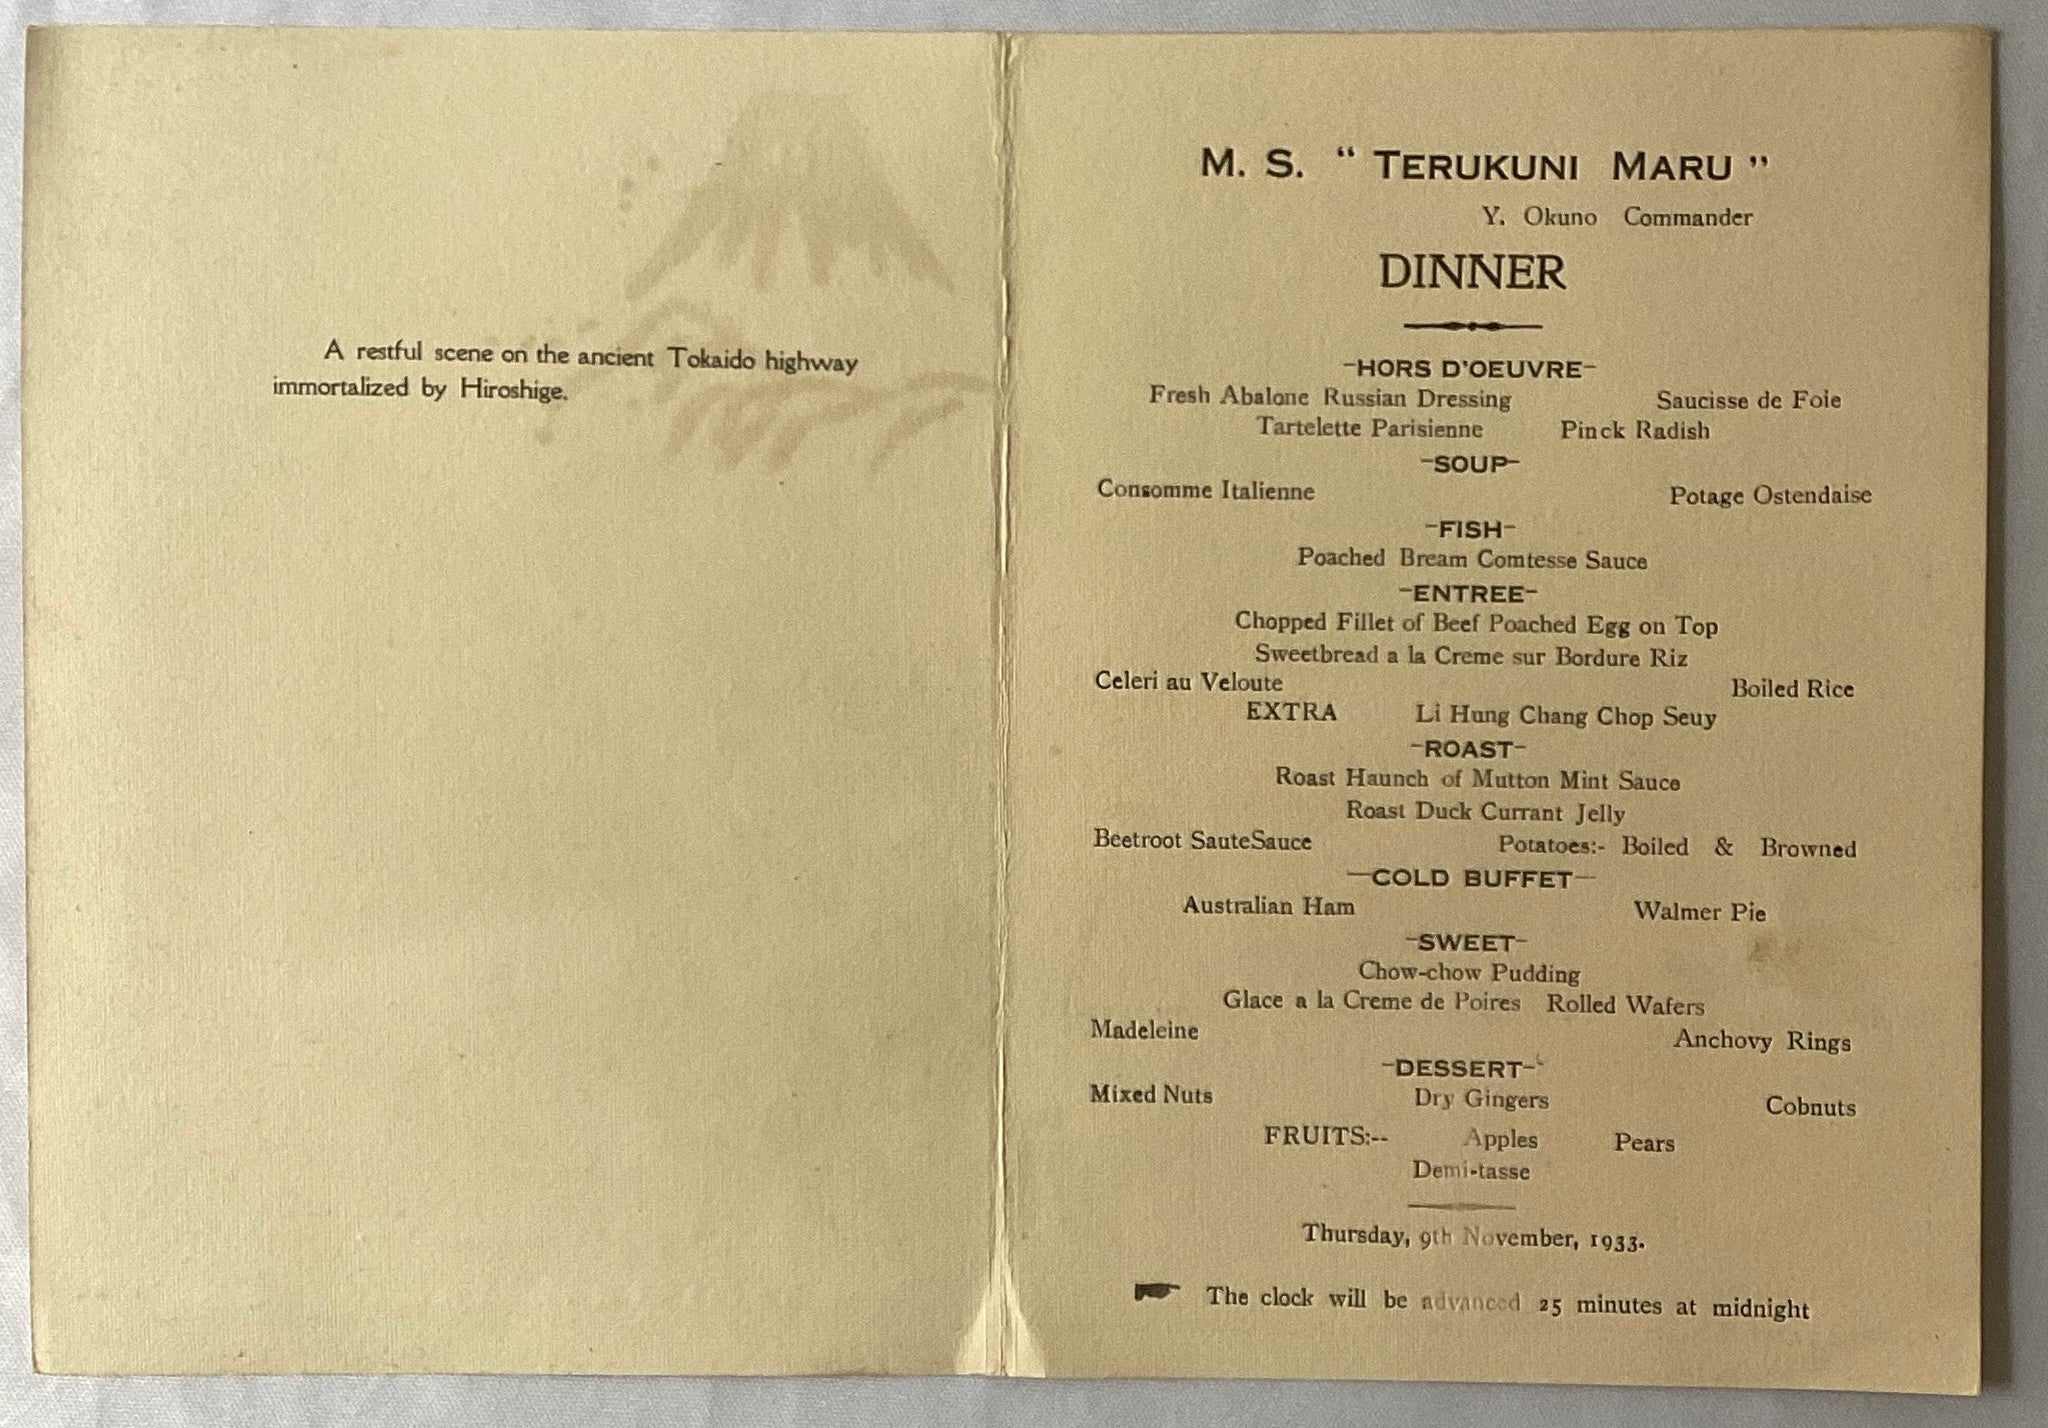 A restful scene on the ancient Tokaido highway
immortalized by Hiroshige.
M. S. “ TERUKUNI MARU ”
Y. Okuno Commander
DINNER
-HORS D'OEUVRE-
Fresh Abalone Russian Dressing Saucisse de Foie
Tartelette Parisienne Pinck Radish
-SOUP-
Consomme Italienne Potage Ostendaise
-FISH-
Poached Bream Comtesse Sauce
-ENTREE-
Chopped Fillet of Beef Poached Egg on Top
Sweetbread a la Creme sur Bordure Riz
Celeri au Veloute Boiled Rice
EXTRA Li Hung Chang Chop Seuy
-ROAST-
Roast Haunch of Mutton Mint Sauce
Roast Duck Currant Jelly
Beetroot SauteSauce Potatoes:- Boiled & Browned
-COLD BUFFET-
Australian Ham Walmer Pie
-SWEET-
Chow-chow Pudding
Glace a la Creme de Poires Rolled Wafers
Madeleine Anchovy Rings
-DESSERT-
Mixed Nuts Dry Gingers Cobnuts
FRUITS:-- Apples Pears
Demi-tasse
Thursday, 9th November, 1933.
☛ The clock will be advanced 25 minutes at midnight